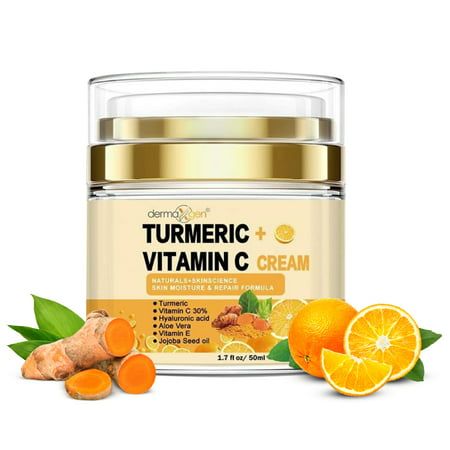 dermaXgen®
TURMERIC +
VITAMIN C CREAM
NATURALS+SKINSCIENCE
SKIN MOISTURE & REPAIR FORMULA
• Turmeric
• Vitamin C 30%
• Hyaluronic acid
• Aloe Vera
• Vitamin E
• Jojoba Seed oil
1.7 fl oz/ 50ml